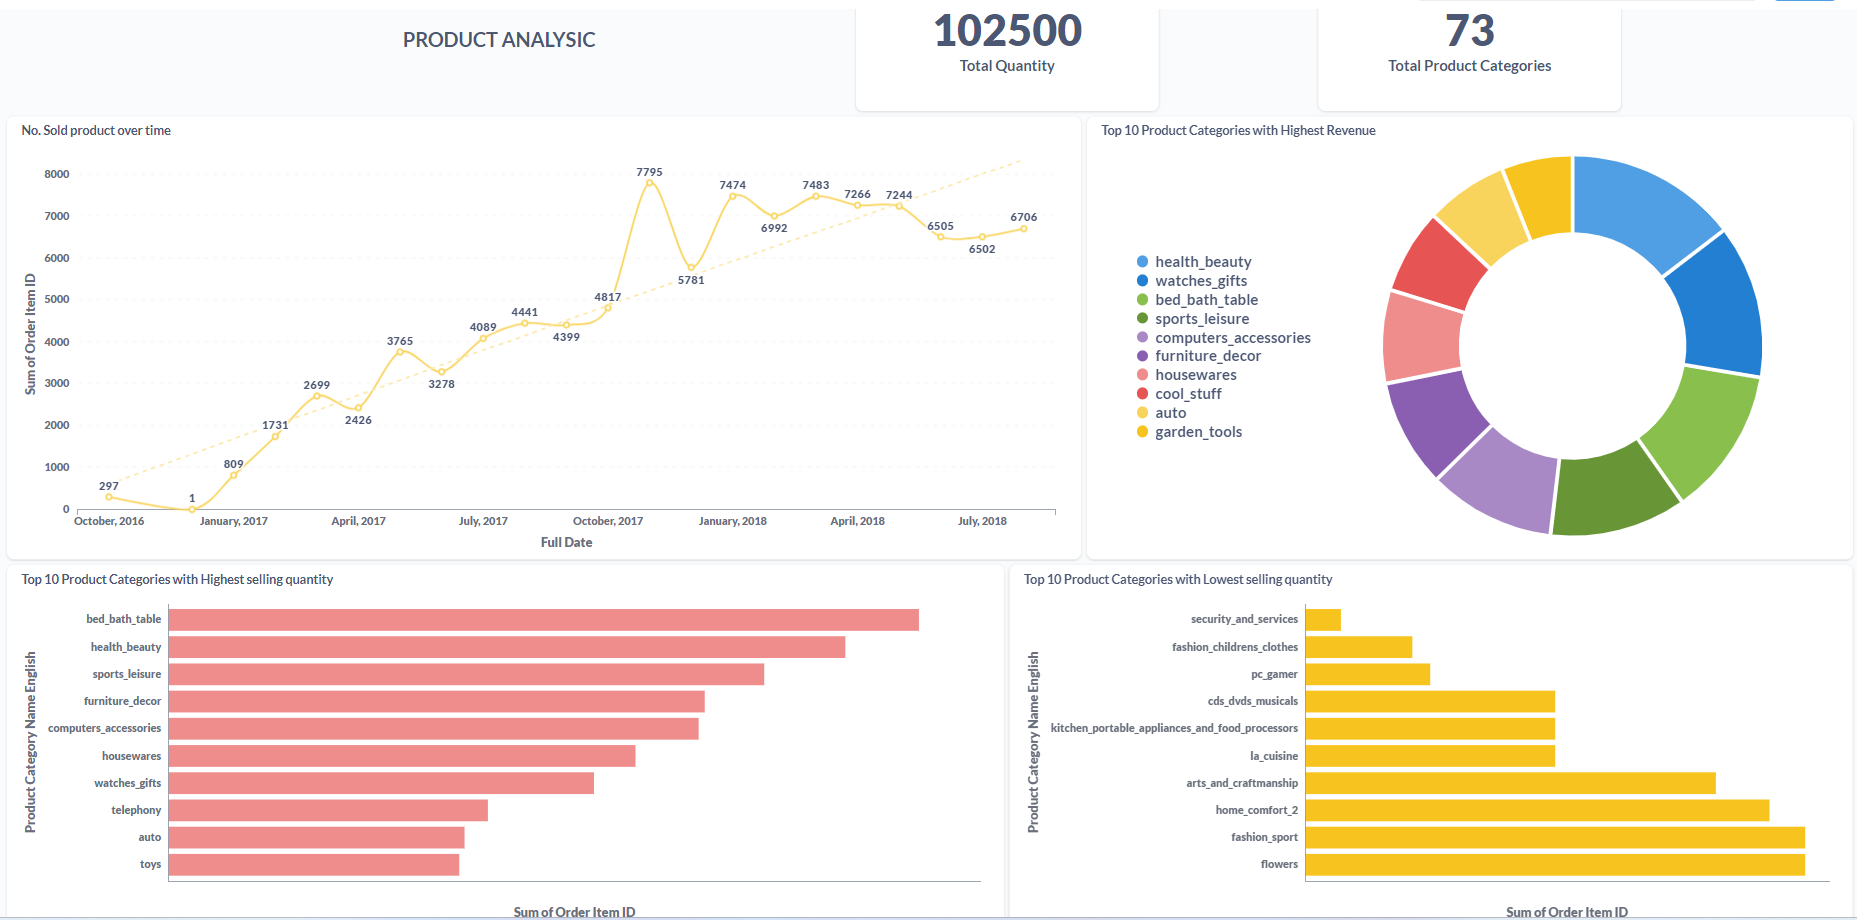 PRODUCT ANALYSIC
102500
Total Quantity
73
Total Product Categories
No. Sold product over time
Sum of Order Item ID
8000
7000
6000
5000
4000
3000
2000
1000
0
297
1
809
1731
2699
2426
3765
3278
4089
4441
4399
4817
7795
5781
7474
6992
7483
7266
7244
6505
6502
6706
October, 2016
January, 2017
April, 2017
July, 2017
October, 2017
January, 2018
April, 2018
July, 2018
Full Date
Top 10 Product Categories with Highest Revenue
health_beauty
watches_gifts
bed_bath_table
sports_leisure
computers_accessories
furniture_decor
housewares
cool_stuff
auto
garden_tools
Top 10 Product Categories with Highest selling quantity
Product Category Name English
bed_bath_table
health_beauty
sports_leisure
furniture_decor
computers_accessories
housewares
watches_gifts
telephony
auto
toys
Sum of Order Item ID
Top 10 Product Categories with Lowest selling quantity
Product Category Name English
security_and_services
fashion_childrens_clothes
pc_gamer
cds_dvds_musicals
kitchen_portable_appliances_and_food_processors
la_cuisine
arts_and_craftmanship
home_comfort_2
fashion_sport
flowers
Sum of Order Item ID